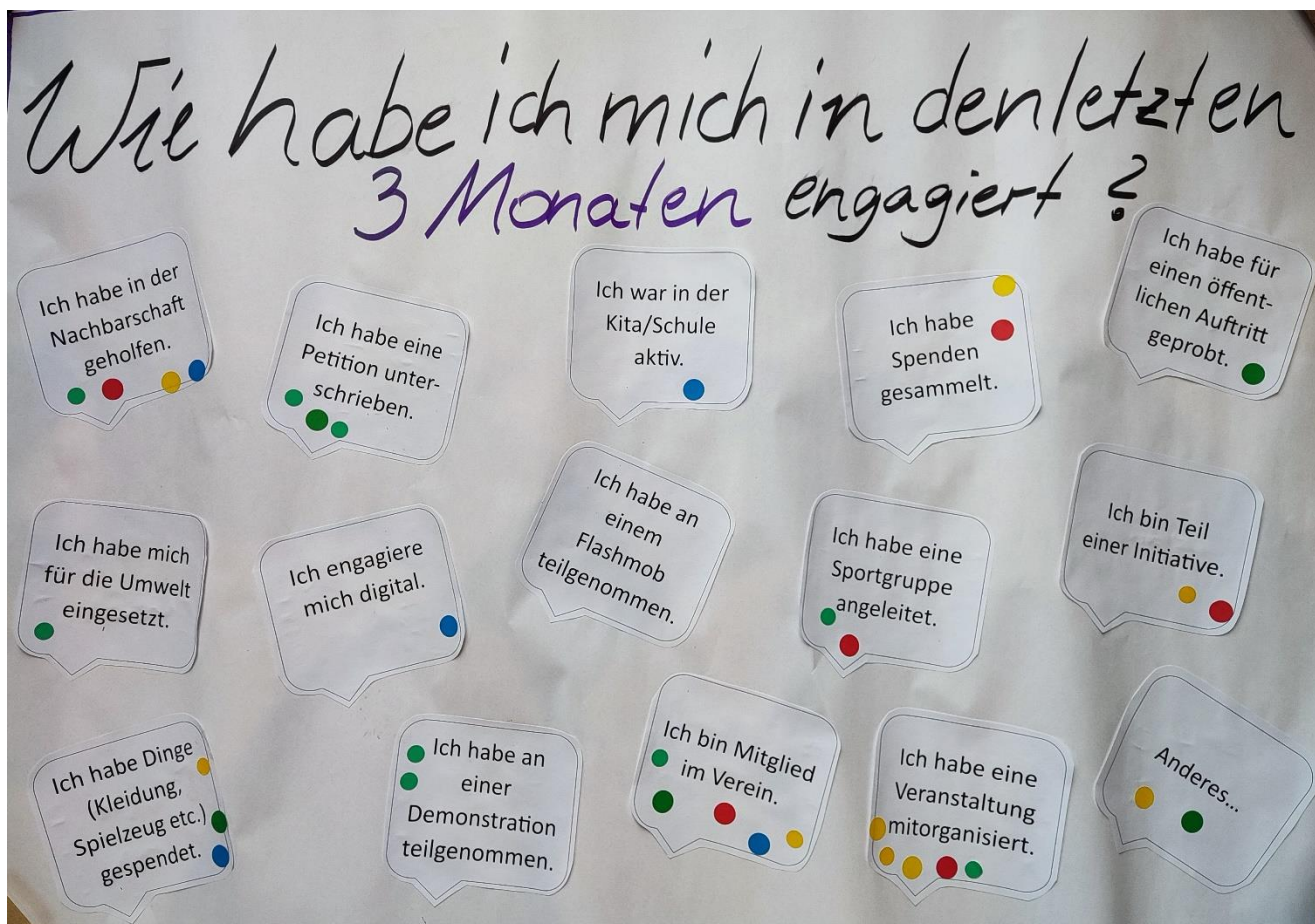 Wie habe ich mich in den letzten
3 Monaten engagiert?
Ich habe in der
Nachbarschaft
geholfen.
Ich habe eine
Petition unter-
schrieben.
Ich war in der
Kita/Schule
aktiv.
Ich habe
Spenden
gesammelt.
Ich habe für
einen öffent-
lichen Auftritt
geprobt.
Ich habe mich
für die Umwelt
eingesetzt.
Ich engagiere
mich digital.
Ich habe an
einem
Flashmob
teilgenommen.
Ich habe eine
Sportgruppe
angeleitet.
Ich bin Teil
einer Initiative.
Ich habe Dinge
(Kleidung,
Spielzeug etc.)
gespendet.
Ich habe an
einer
Demonstration
teilgenommen.
Ich bin Mitglied
im Verein.
Ich habe eine
Veranstaltung
mitorganisiert.
Anderes...